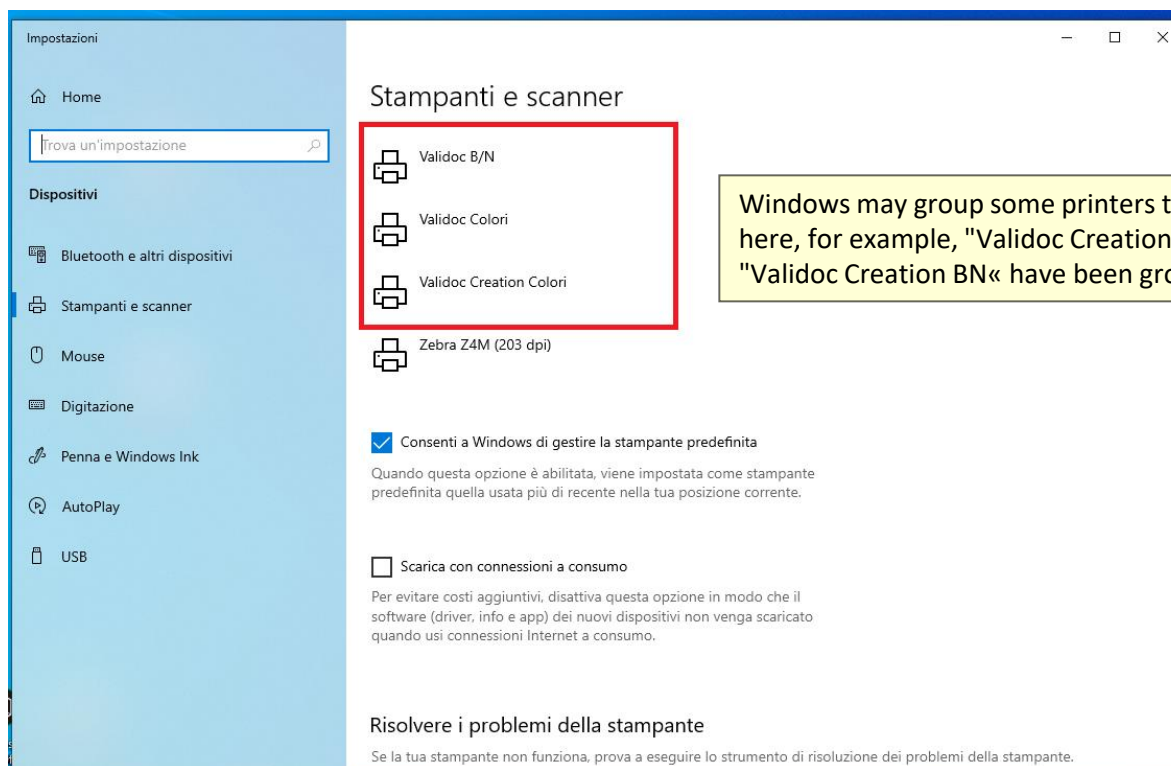 Impostazioni
Home
Trova un'impostazione
Dispositivi
Bluetooth e altri dispositivi
Stampanti e scanner
Mouse
Digitazione
Penna e Windows Ink
AutoPlay
USB
Stampanti e scanner
Validoc B/N
Validoc Colori
Validoc Creation Colori
Zebra Z4M (203 dpi)
Windows may group some printers t
here, for example, "Validoc Creation
"Validoc Creation BN« have been gro
Consenti a Windows di gestire la stampante predefinita
Quando questa opzione è abilitata, viene impostata come stampante
predefinita quella usata più di recente nella tua posizione corrente.
Scarica con connessioni a consumo
Per evitare costi aggiuntivi, disattiva questa opzione in modo che il
software (driver, info e app) dei nuovi dispositivi non venga scaricato
quando usi connessioni Internet a consumo.
Risolvere i problemi della stampante
Se la tua stampante non funziona, prova a eseguire lo strumento di risoluzione dei problemi della stampante.